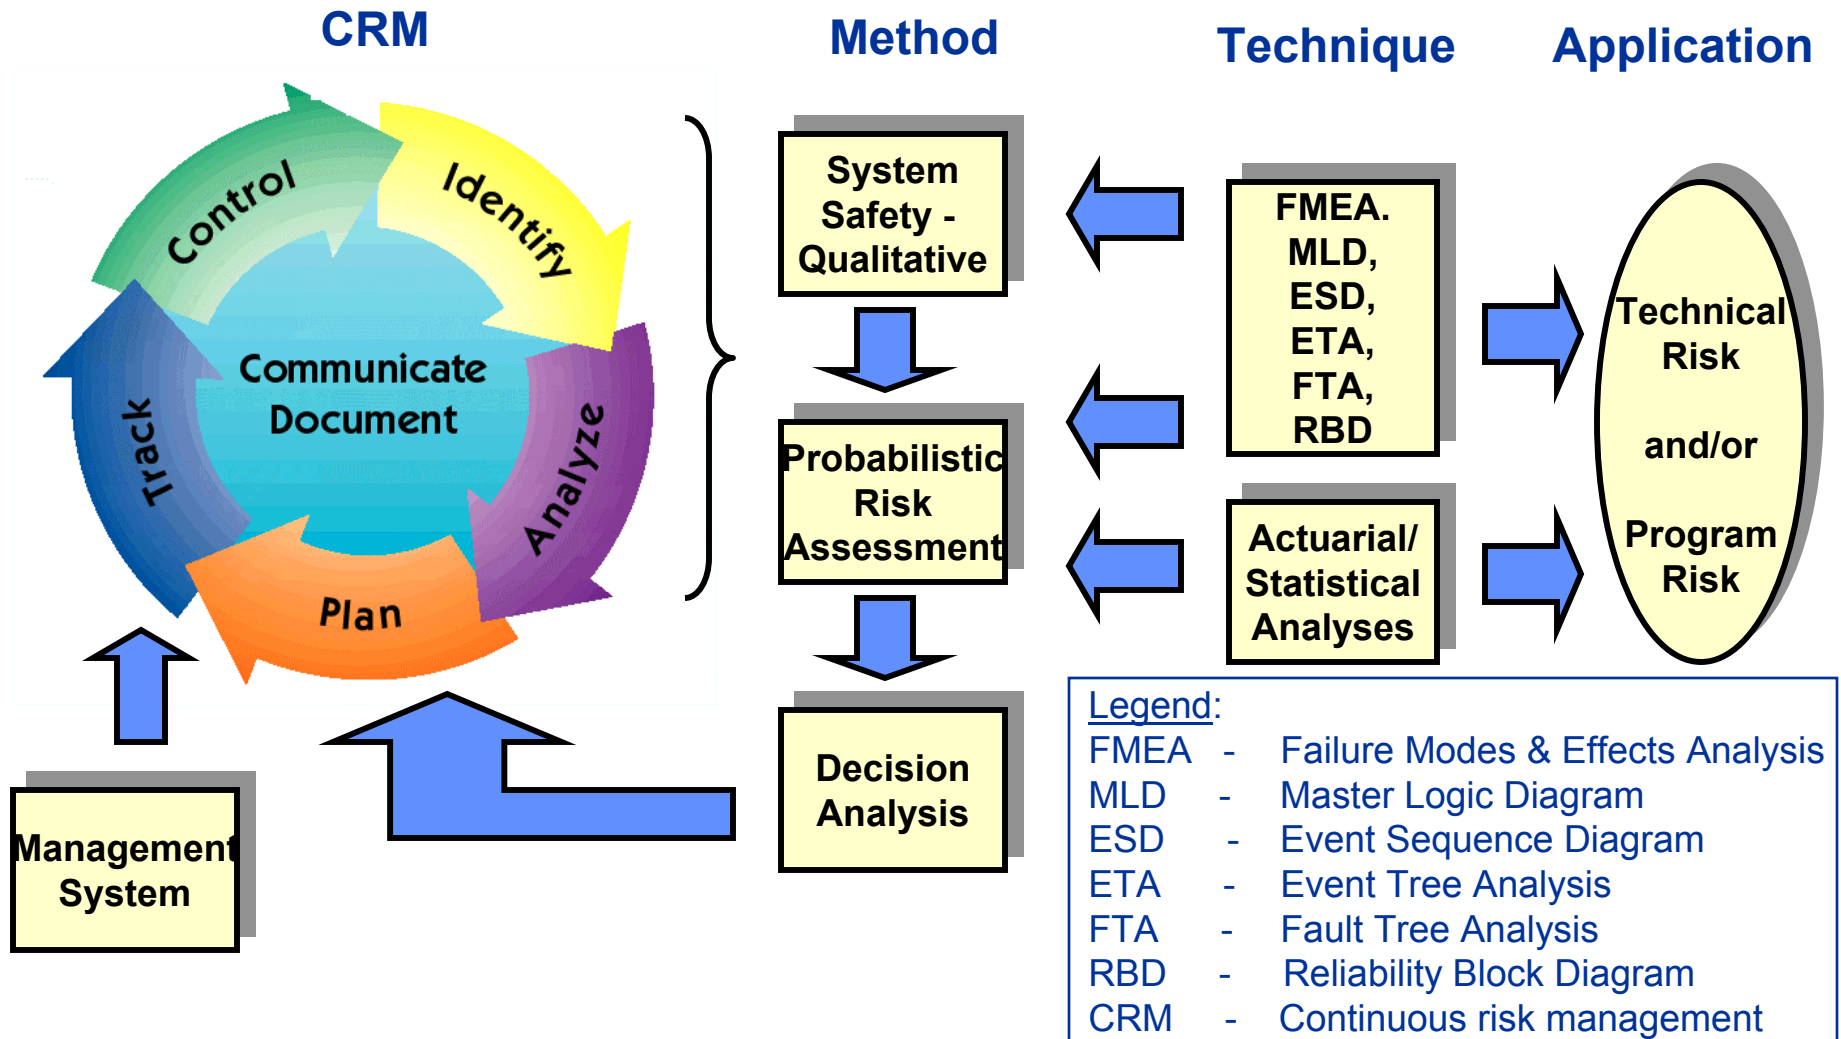 CRM
Method
Technique
Application
Control
Identify
Analyze
Plan
Track
Communicate
Document
Management
System
System
Safety -
Qualitative
Probabilistic
Risk
Assessment
Decision
Analysis
FMEA.
MLD,
ESD,
ETA,
FTA,
RBD
Actuarial/
Statistical
Analyses
Technical
Risk
and/or
Program
Risk
Legend:
FMEA - Failure Modes & Effects Analysis
MLD - Master Logic Diagram
ESD - Event Sequence Diagram
ETA - Event Tree Analysis
FTA - Fault Tree Analysis
RBD - Reliability Block Diagram
CRM - Continuous risk management